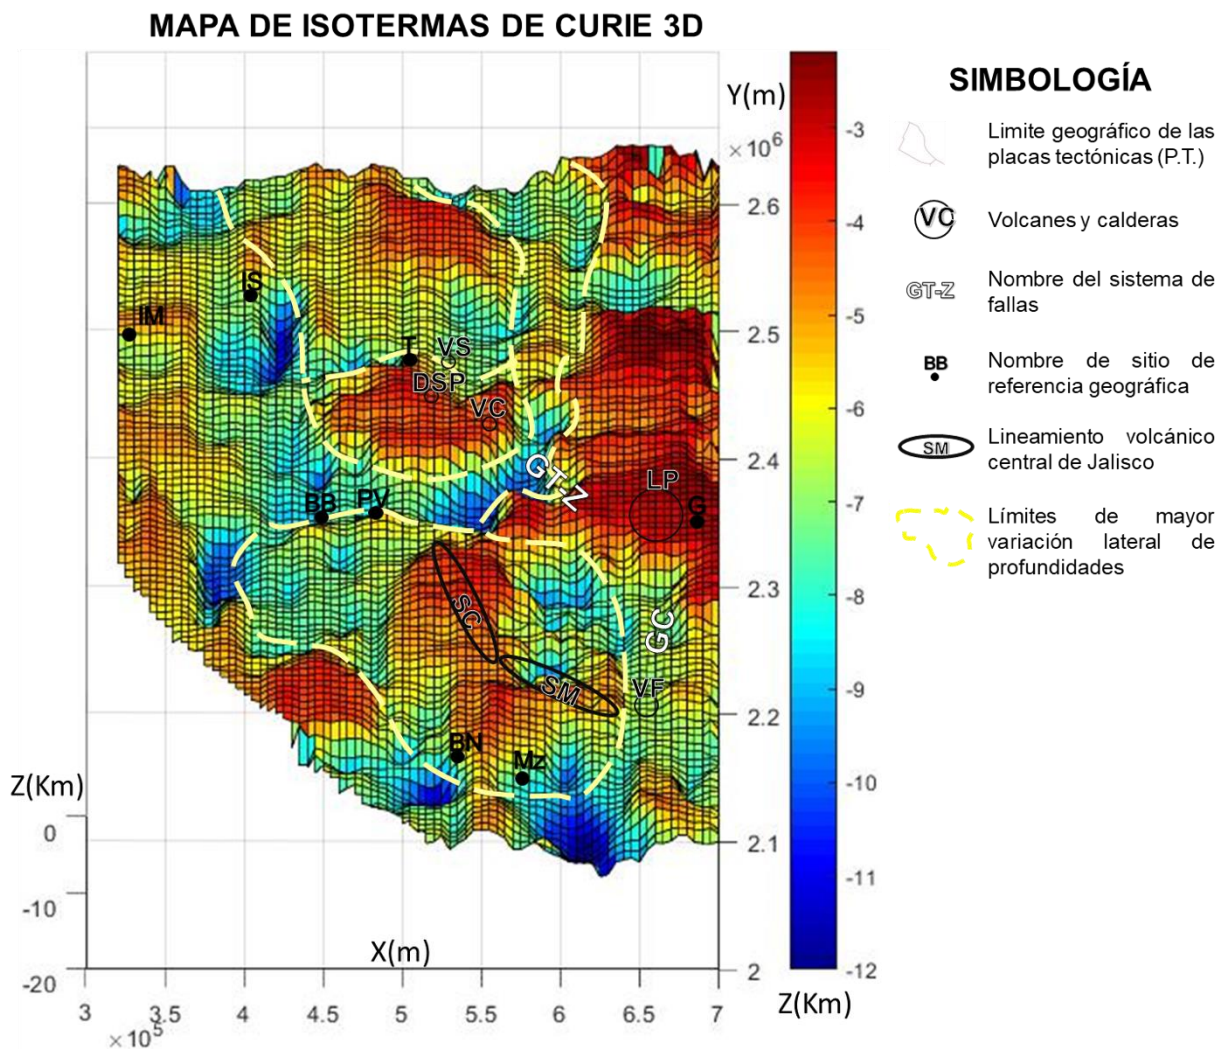 MAPA DE ISOTERMAS DE CURIE 3D
Y(m)
×10⁶
2.6
2.5
2.4
2.3
2.2
2.1
2
-3
-4
-5
-6
-7
-8
-9
-10
-11
-12
Z(Km)
IS
IM
T
VS
DSP
VC
GT-Z
LP
G
BB
PV
SC
GC
SM
VF
BN
Mz
Z(Km)
0
-10
-20
X(m)
3
3.5
4
4.5
5
5.5
6
6.5
7
×10⁵
SIMBOLOGÍA
Limite geográfico de las
placas tectónicas (P.T.)
VC
Volcanes y calderas
GT-Z
Nombre del sistema de
fallas
BB
Nombre de sitio de
referencia geográfica
SM
Lineamiento volcánico
central de Jalisco
Límites de mayor
variación lateral de
profundidades